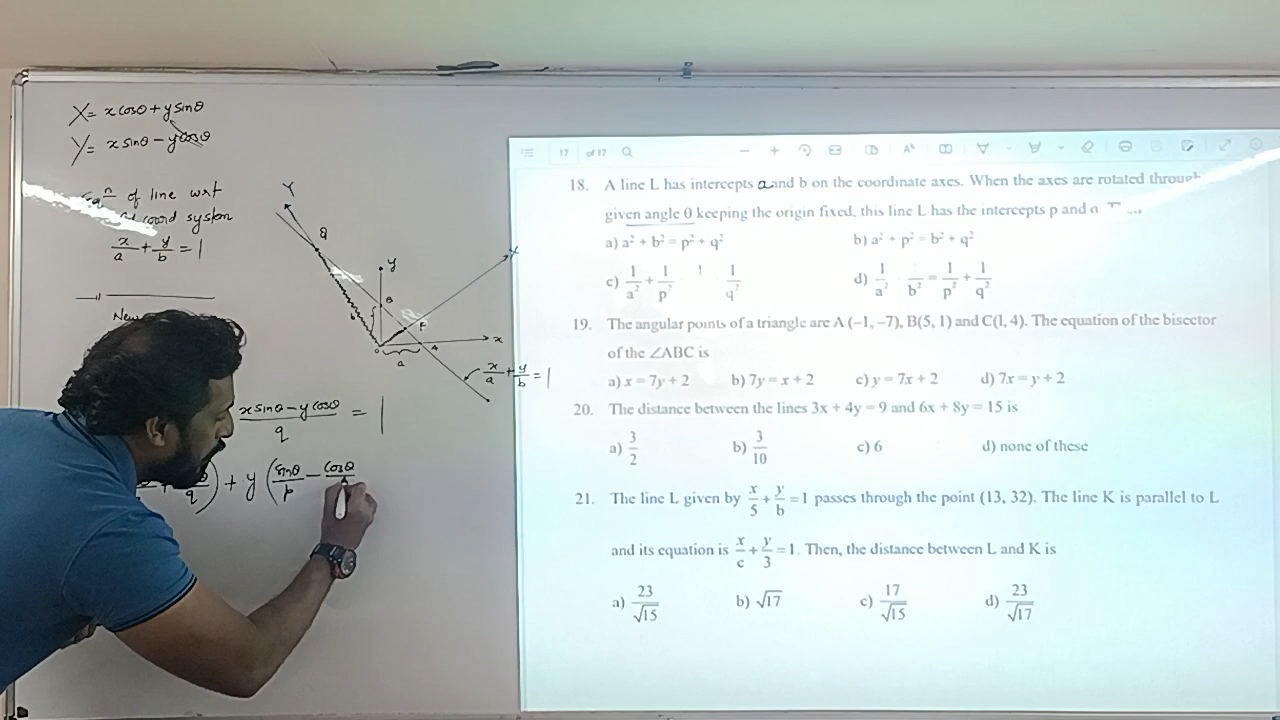 X = x cosθ + y sinθ
Y = x sinθ − y cosθ
of line wrt
coord system
x/a + y/b = 1
New
x sinθ − y cosθ / q = 1
q ) + y ( sinθ/p − cosθ
Y
Q
y
B
b
P
X
O
A
x
a
x/a + y/b = 1
17 of 17
18. A line L has intercepts a and b on the coordinate axes. When the axes are rotated through
given angle θ keeping the origin fixed, this line L has the intercepts p and q.
a) a² + b² = p² + q² b) a² + p² = b² + q²
c) 1/a² + 1/p² 1 1/q² d) 1/a² 1/b² = 1/p² + 1/q²
19. The angular points of a triangle are A (−1, −7), B(5, 1) and C(1, 4). The equation of the bisector
of the ∠ABC is
a) x = 7y + 2 b) 7y = x + 2 c) y = 7x + 2 d) 7x = y + 2
20. The distance between the lines 3x + 4y = 9 and 6x + 8y = 15 is
a) 3/2 b) 3/10 c) 6 d) none of these
21. The line L given by x/5 + y/b = 1 passes through the point (13, 32). The line K is parallel to L
and its equation is x/c + y/3 = 1. Then, the distance between L and K is
a) 23/√15 b) √17 c) 17/√15 d) 23/√17